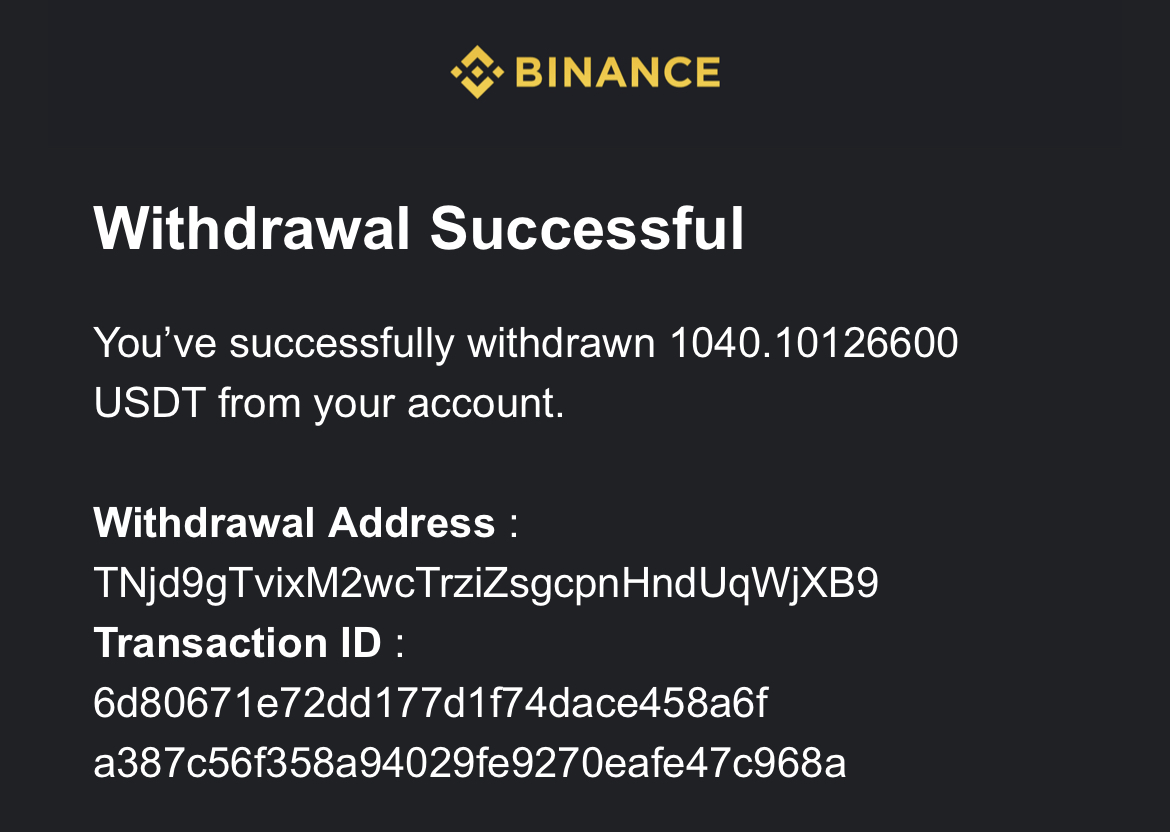 BINANCE
Withdrawal Successful
You’ve successfully withdrawn 1040.10126600
USDT from your account.
Withdrawal Address :
TNjd9gTvixM2wcTrziZsgcpnHndUqWjXB9
Transaction ID :
6d80671e72dd177d1f74dace458a6f
a387c56f358a94029fe9270eafe47c968a